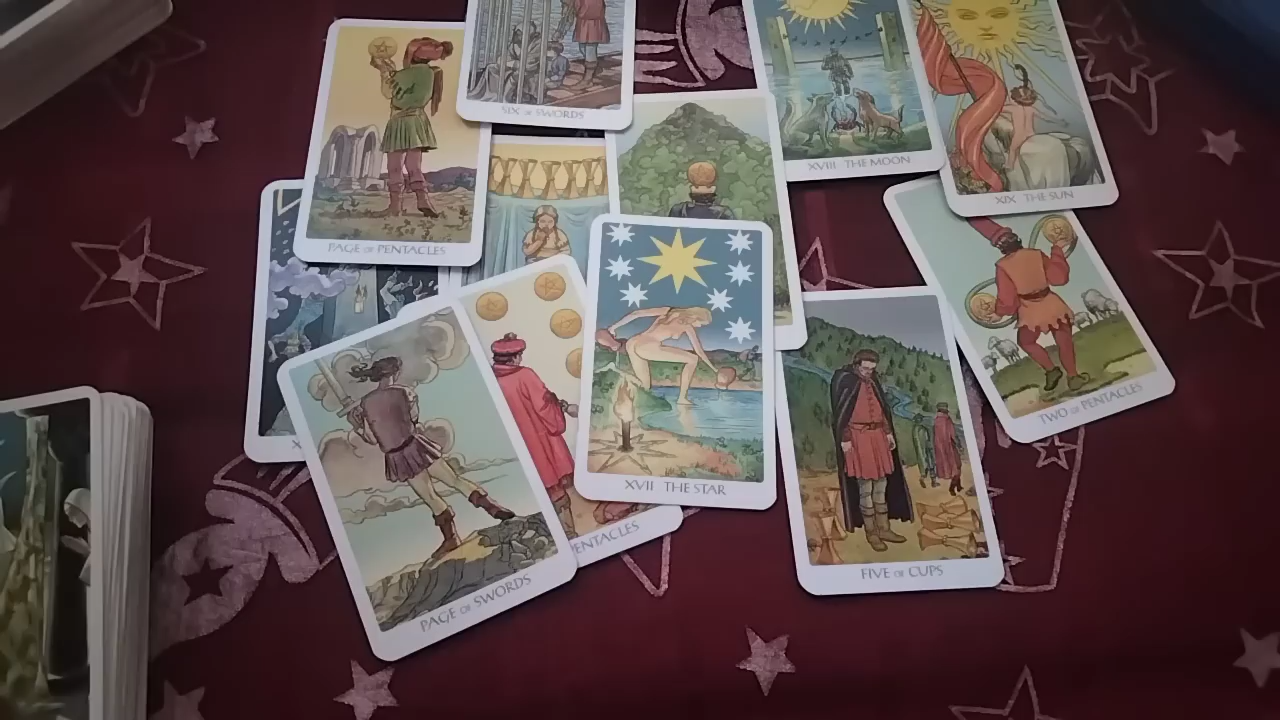 SIX OF SWORDS
XVIII THE MOON
XIX THE SUN
PAGE OF PENTACLES
TWO OF PENTACLES
XVII THE STAR
PENTACLES
FIVE OF CUPS
PAGE OF SWORDS